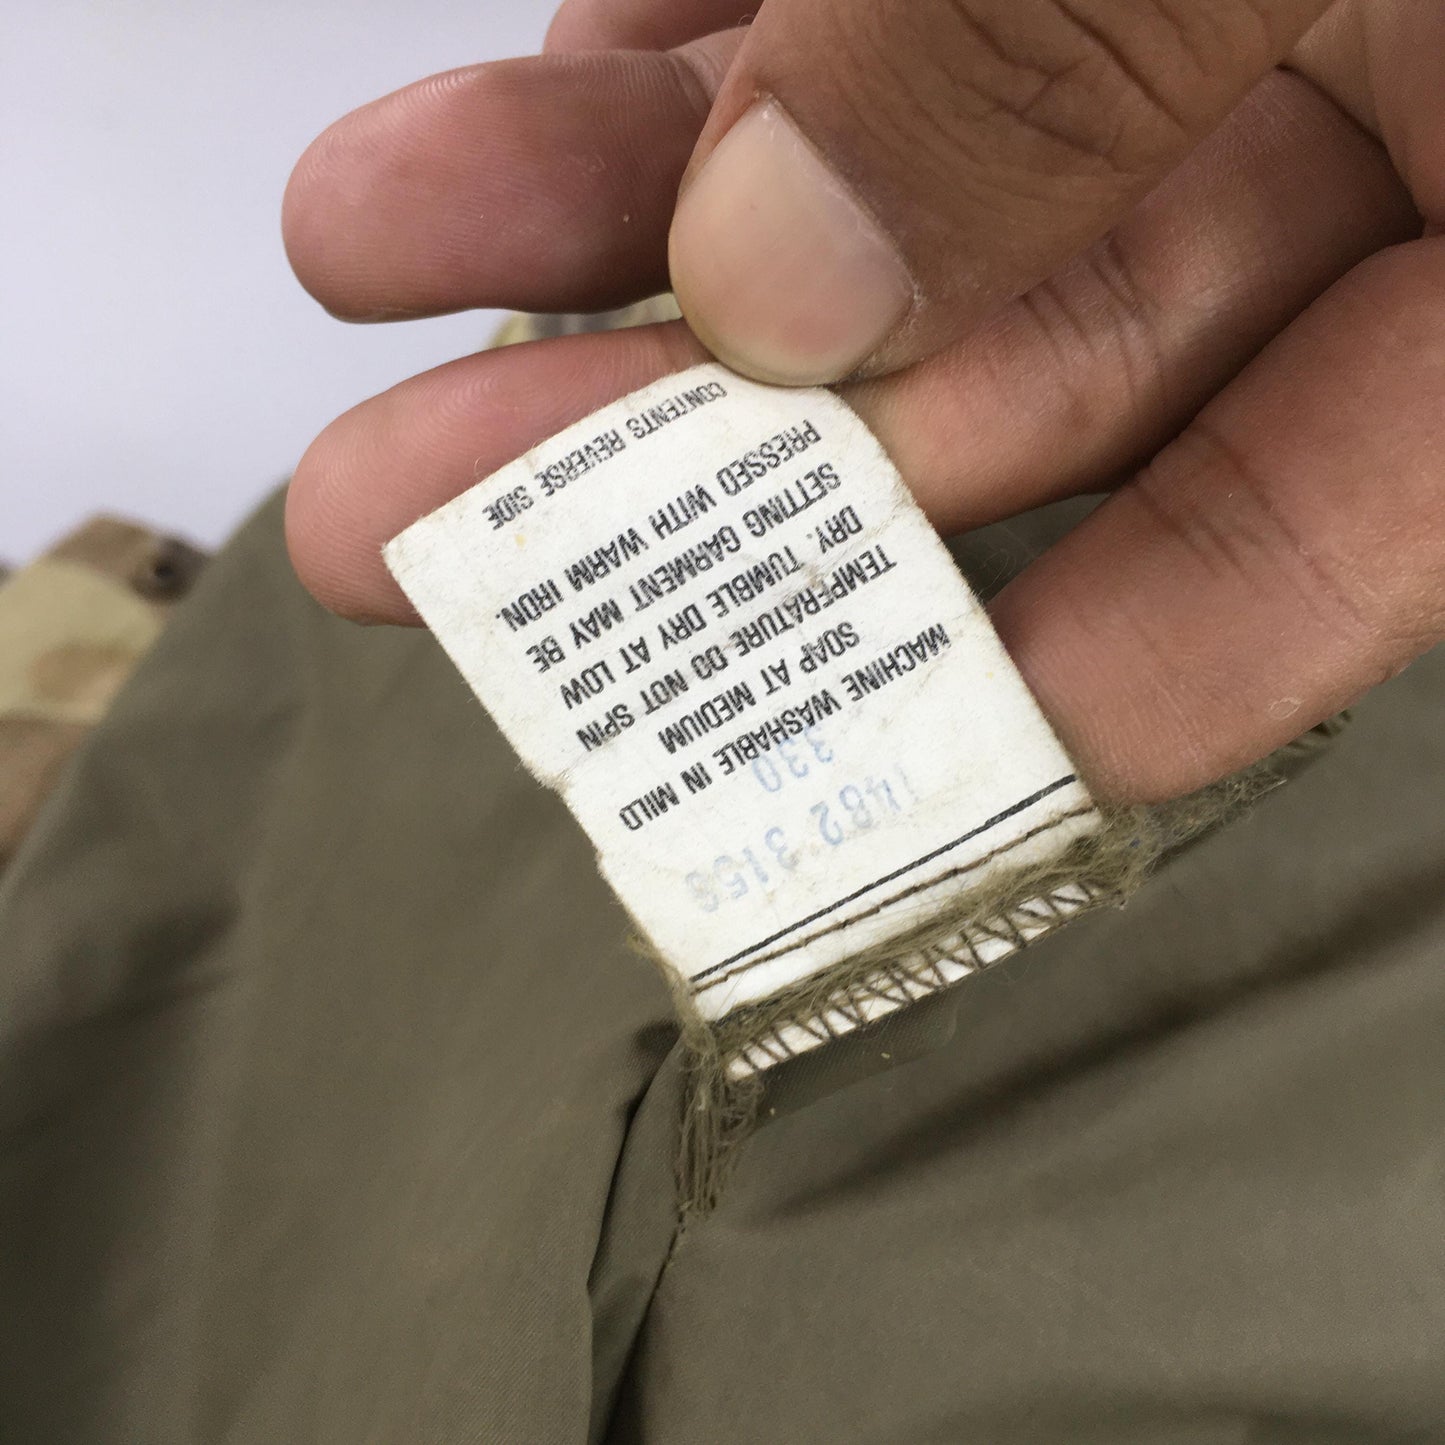 1482 3156
330
MACHINE WASHABLE IN MILD
SOAP AT MEDIUM
TEMPERATURE DO NOT SPIN
DRY. TUMBLE DRY AT LOW
SETTING GARMENT MAY BE
PRESSED WITH WARM IRON.
CONTENTS REVERSE SIDE